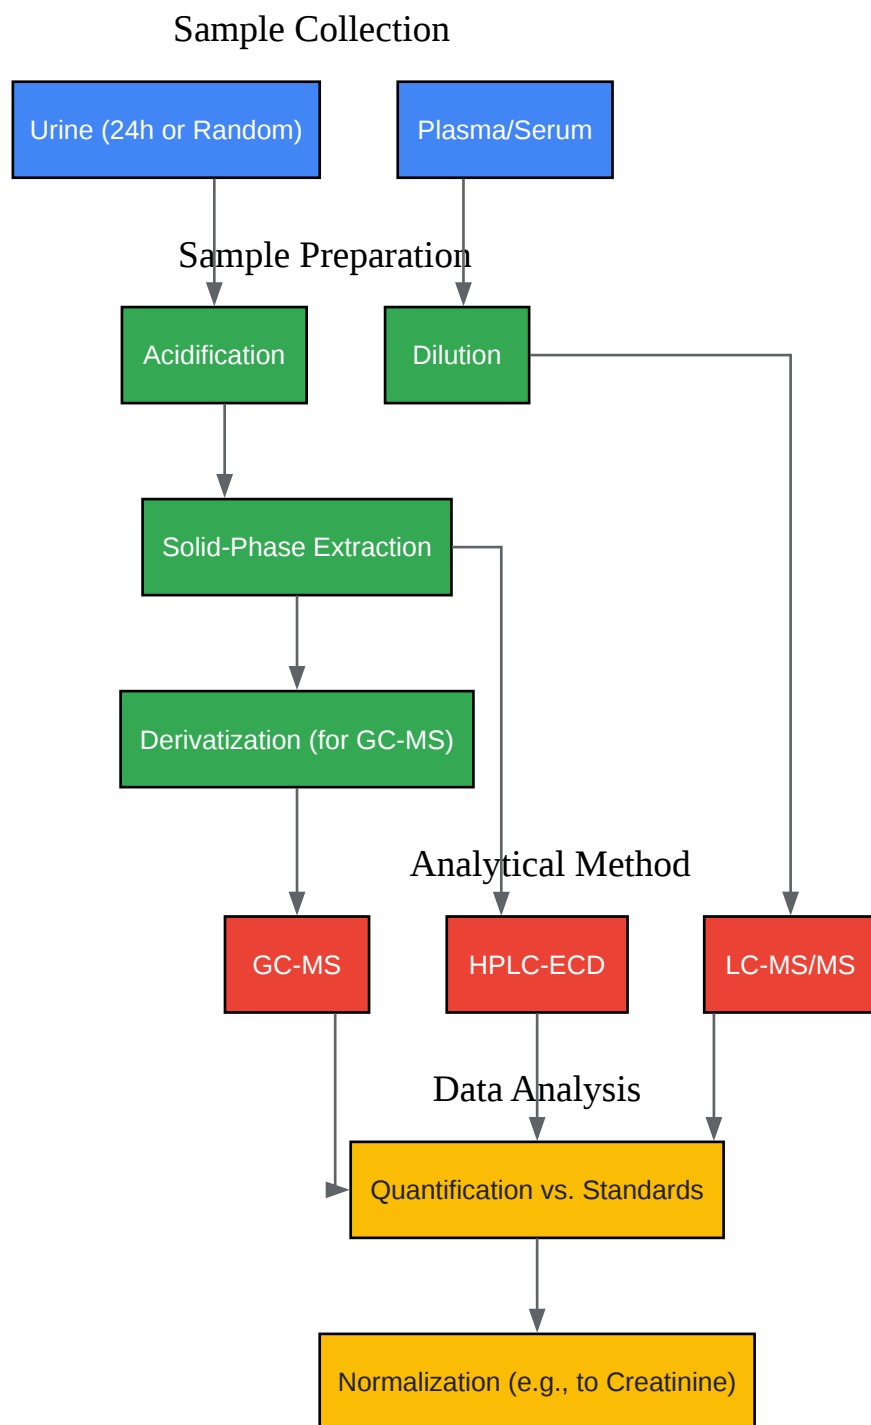 Sample Collection
Urine (24h or Random)
Plasma/Serum
Sample Preparation
Acidification
Dilution
Solid-Phase Extraction
Derivatization (for GC-MS)
Analytical Method
GC-MS
HPLC-ECD
LC-MS/MS
Data Analysis
Quantification vs. Standards
Normalization (e.g., to Creatinine)